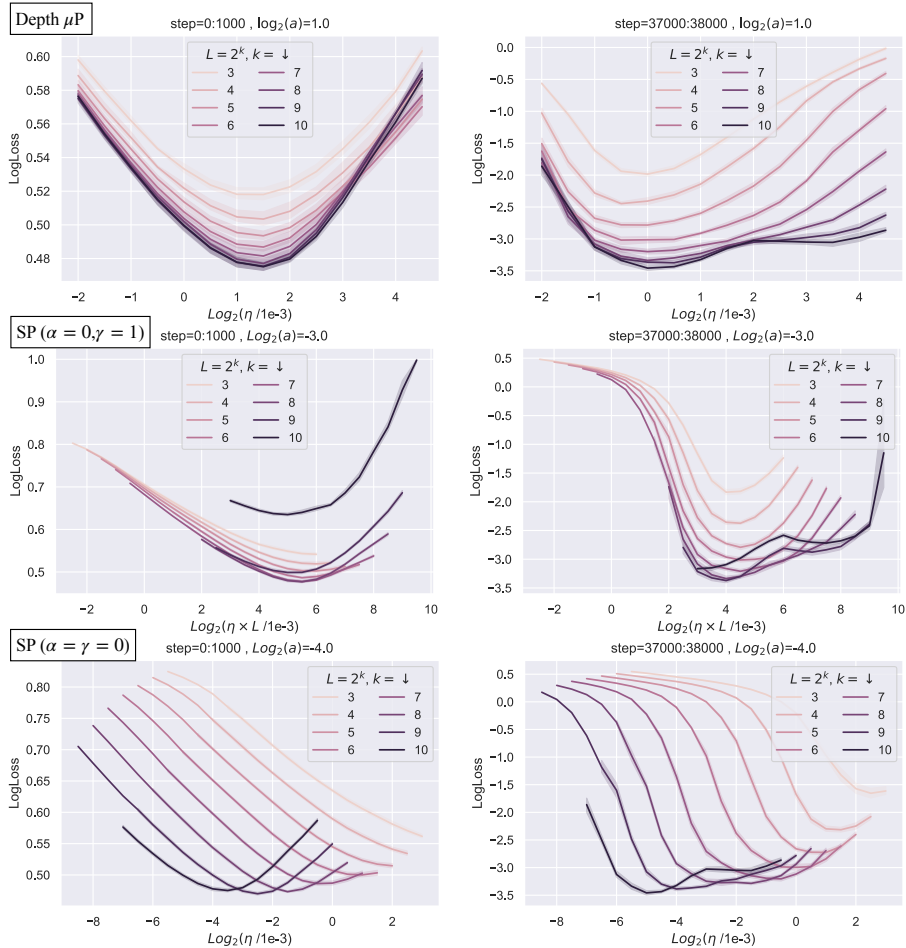 Depth μP
step=0:1000 , log₂(a)=1.0
L = 2ᵏ, k = ↓
3 7
4 8
5 9
6 10
0.60
0.58
0.56
0.54
0.52
0.50
0.48
LogLoss
−2 −1 0 1 2 3 4
Log₂(η /1e-3)
step=37000:38000 , log₂(a)=1.0
L = 2ᵏ, k = ↓
3 7
4 8
5 9
6 10
0.0
−0.5
−1.0
−1.5
−2.0
−2.5
−3.0
−3.5
LogLoss
−2 −1 0 1 2 3 4
Log₂(η /1e-3)
SP (α = 0,γ = 1)
step=0:1000 , Log₂(a)=-3.0
L = 2ᵏ, k = ↓
3 7
4 8
5 9
6 10
1.0
0.9
0.8
0.7
0.6
0.5
LogLoss
−2 0 2 4 6 8 10
Log₂(η × L /1e-3)
step=37000:38000 , Log₂(a)=-3.0
L = 2ᵏ, k = ↓
3 7
4 8
5 9
6 10
0.5
0.0
−0.5
−1.0
−1.5
−2.0
−2.5
−3.0
−3.5
LogLoss
−2 0 2 4 6 8 10
Log₂(η × L /1e-3)
SP (α = γ = 0)
step=0:1000 , Log₂(a)=-4.0
L = 2ᵏ, k = ↓
3 7
4 8
5 9
6 10
0.80
0.75
0.70
0.65
0.60
0.55
0.50
LogLoss
−8 −6 −4 −2 0 2
Log₂(η /1e-3)
step=37000:38000 , Log₂(a)=-4.0
L = 2ᵏ, k = ↓
3 7
4 8
5 9
6 10
0.5
0.0
−0.5
−1.0
−1.5
−2.0
−2.5
−3.0
−3.5
LogLoss
−8 −6 −4 −2 0 2
Log₂(η /1e-3)